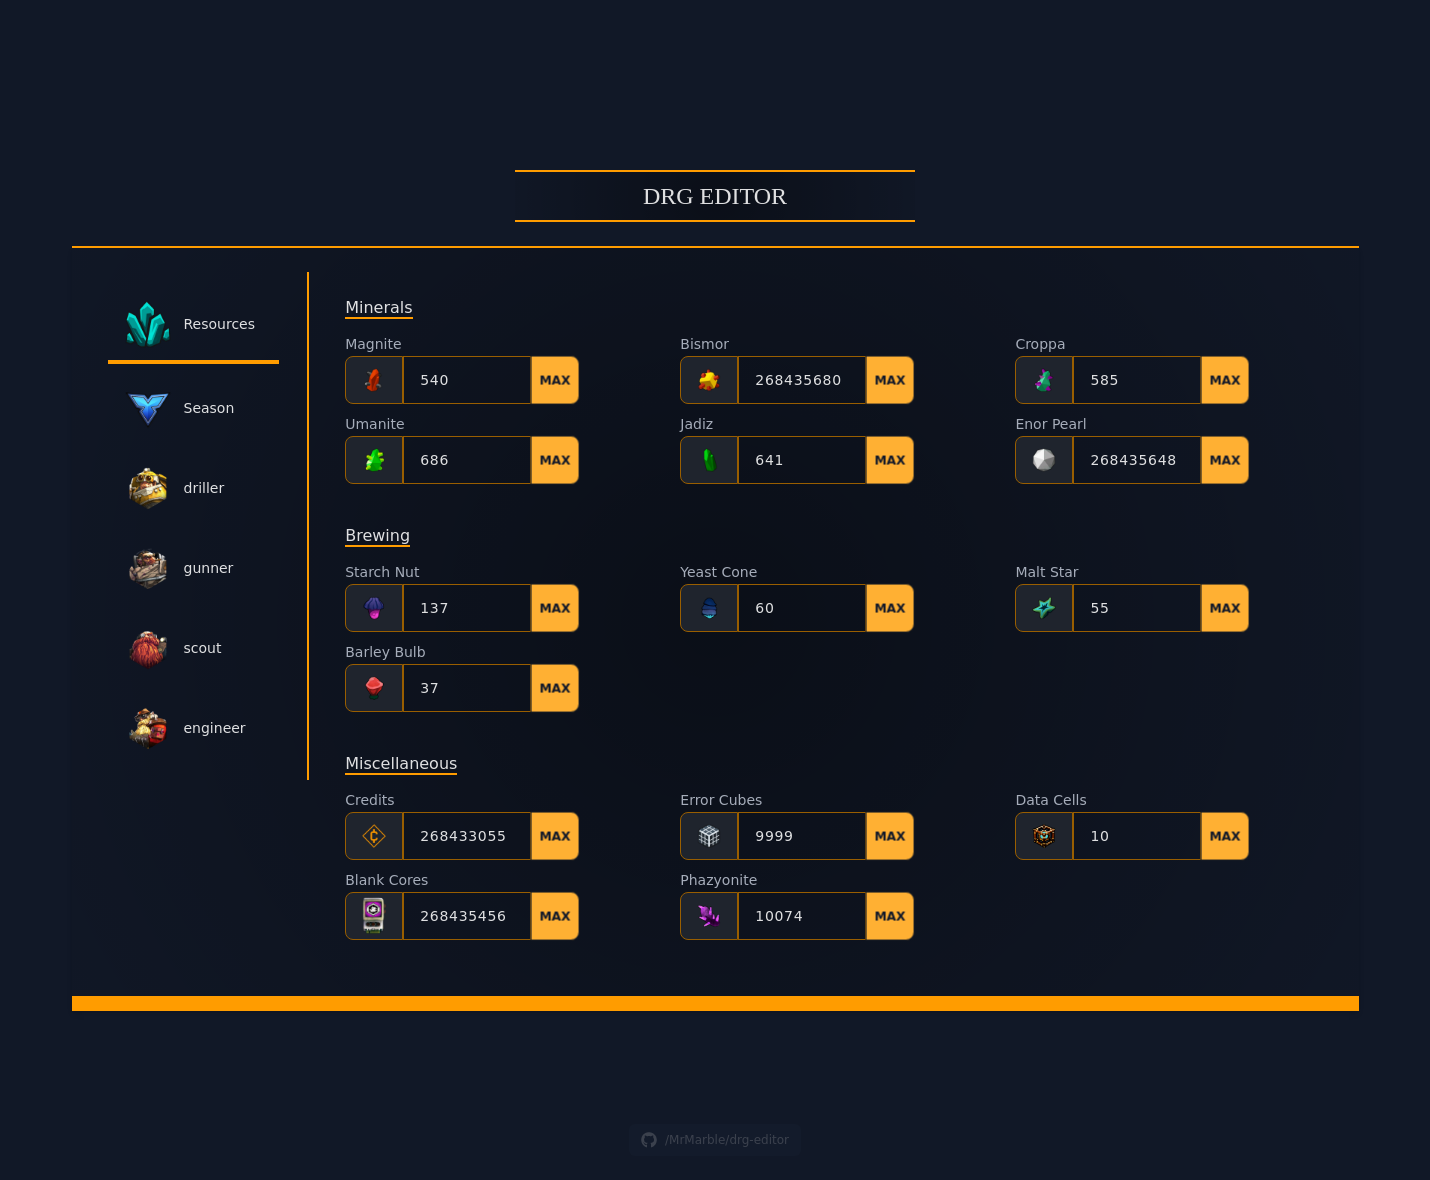 DRG EDITOR
Resources
Season
driller
gunner
scout
engineer
Minerals
Magnite
540 MAX
Bismor
268435680 MAX
Croppa
585 MAX
Umanite
686 MAX
Jadiz
641 MAX
Enor Pearl
268435648 MAX
Brewing
Starch Nut
137 MAX
Yeast Cone
60 MAX
Malt Star
55 MAX
Barley Bulb
37 MAX
Miscellaneous
Credits
268433055 MAX
Error Cubes
9999 MAX
Data Cells
10 MAX
Blank Cores
268435456 MAX
Phazyonite
10074 MAX
/MrMarble/drg-editor